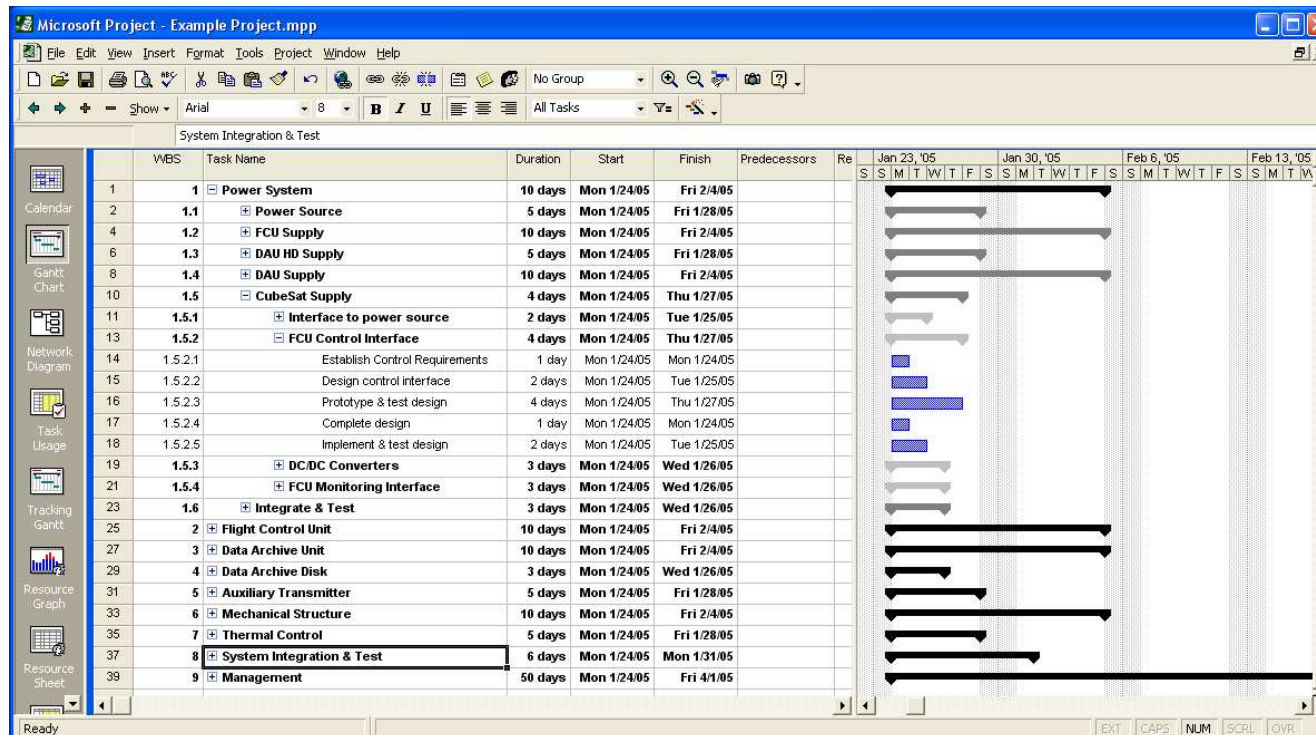 Microsoft Project - Example Project.mpp
File Edit View Insert Format Tools Project Window Help
No Group
Show Arial 8 B I U All Tasks
System Integration & Test
WBS Task Name Duration Start Finish Predecessors Re Jan 23, '05 Jan 30, '05 Feb 6, '05 Feb 13, '05
S S M T W T F S S M T W T F S S M T W T F S S M T W
1 1 Power System 10 days Mon 1/24/05 Fri 2/4/05
2 1.1 Power Source 5 days Mon 1/24/05 Fri 1/28/05
4 1.2 FCU Supply 10 days Mon 1/24/05 Fri 2/4/05
6 1.3 DAU HD Supply 5 days Mon 1/24/05 Fri 1/28/05
8 1.4 DAU Supply 10 days Mon 1/24/05 Fri 2/4/05
10 1.5 CubeSat Supply 4 days Mon 1/24/05 Thu 1/27/05
11 1.5.1 Interface to power source 2 days Mon 1/24/05 Tue 1/25/05
13 1.5.2 FCU Control Interface 4 days Mon 1/24/05 Thu 1/27/05
14 1.5.2.1 Establish Control Requirements 1 day Mon 1/24/05 Mon 1/24/05
15 1.5.2.2 Design control interface 2 days Mon 1/24/05 Tue 1/25/05
16 1.5.2.3 Prototype & test design 4 days Mon 1/24/05 Thu 1/27/05
17 1.5.2.4 Complete design 1 day Mon 1/24/05 Mon 1/24/05
18 1.5.2.5 Implement & test design 2 days Mon 1/24/05 Tue 1/25/05
19 1.5.3 DC/DC Converters 3 days Mon 1/24/05 Wed 1/26/05
21 1.5.4 FCU Monitoring Interface 3 days Mon 1/24/05 Wed 1/26/05
23 1.6 Integrate & Test 3 days Mon 1/24/05 Wed 1/26/05
25 2 Flight Control Unit 10 days Mon 1/24/05 Fri 2/4/05
27 3 Data Archive Unit 10 days Mon 1/24/05 Fri 2/4/05
29 4 Data Archive Disk 3 days Mon 1/24/05 Wed 1/26/05
31 5 Auxiliary Transmitter 5 days Mon 1/24/05 Fri 1/28/05
33 6 Mechanical Structure 10 days Mon 1/24/05 Fri 2/4/05
35 7 Thermal Control 5 days Mon 1/24/05 Fri 1/28/05
37 8 System Integration & Test 6 days Mon 1/24/05 Mon 1/31/05
39 9 Management 50 days Mon 1/24/05 Fri 4/1/05
Calendar
Gantt
Chart
Network
Diagram
Task
Usage
Tracking
Gantt
Resource
Graph
Resource
Sheet
Ready EXT CAPS NUM SCRL OVR